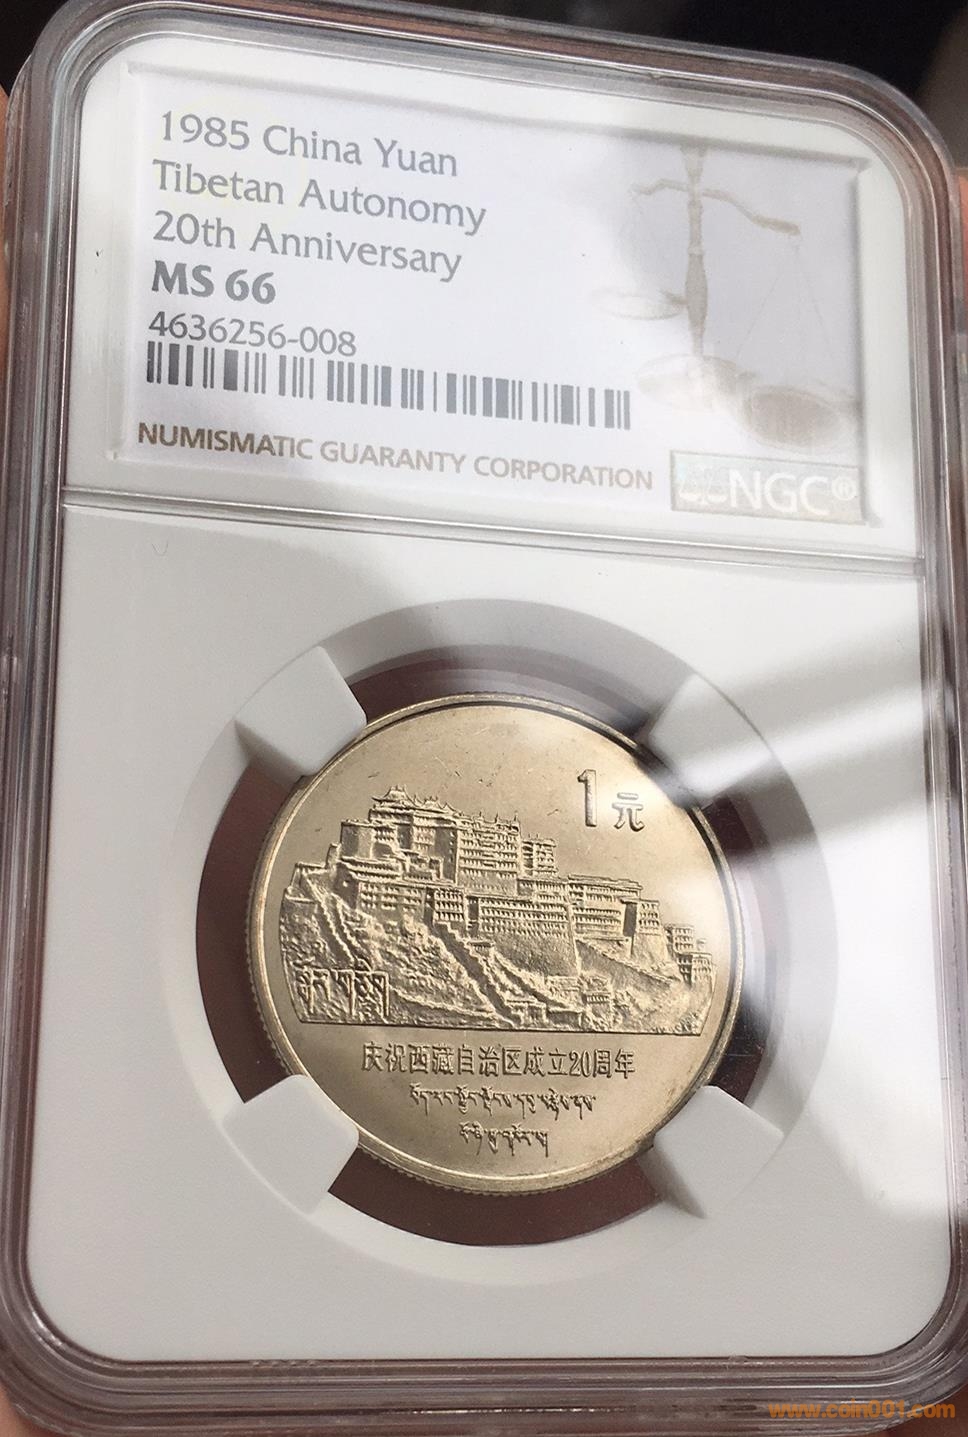 1985 China Yuan
Tibetan Autonomy
20th Anniversary
MS 66
4636256-008
NUMISMATIC GUARANTY CORPORATION
NGC®
1元
庆祝西藏自治区成立20周年
www.coin001.com